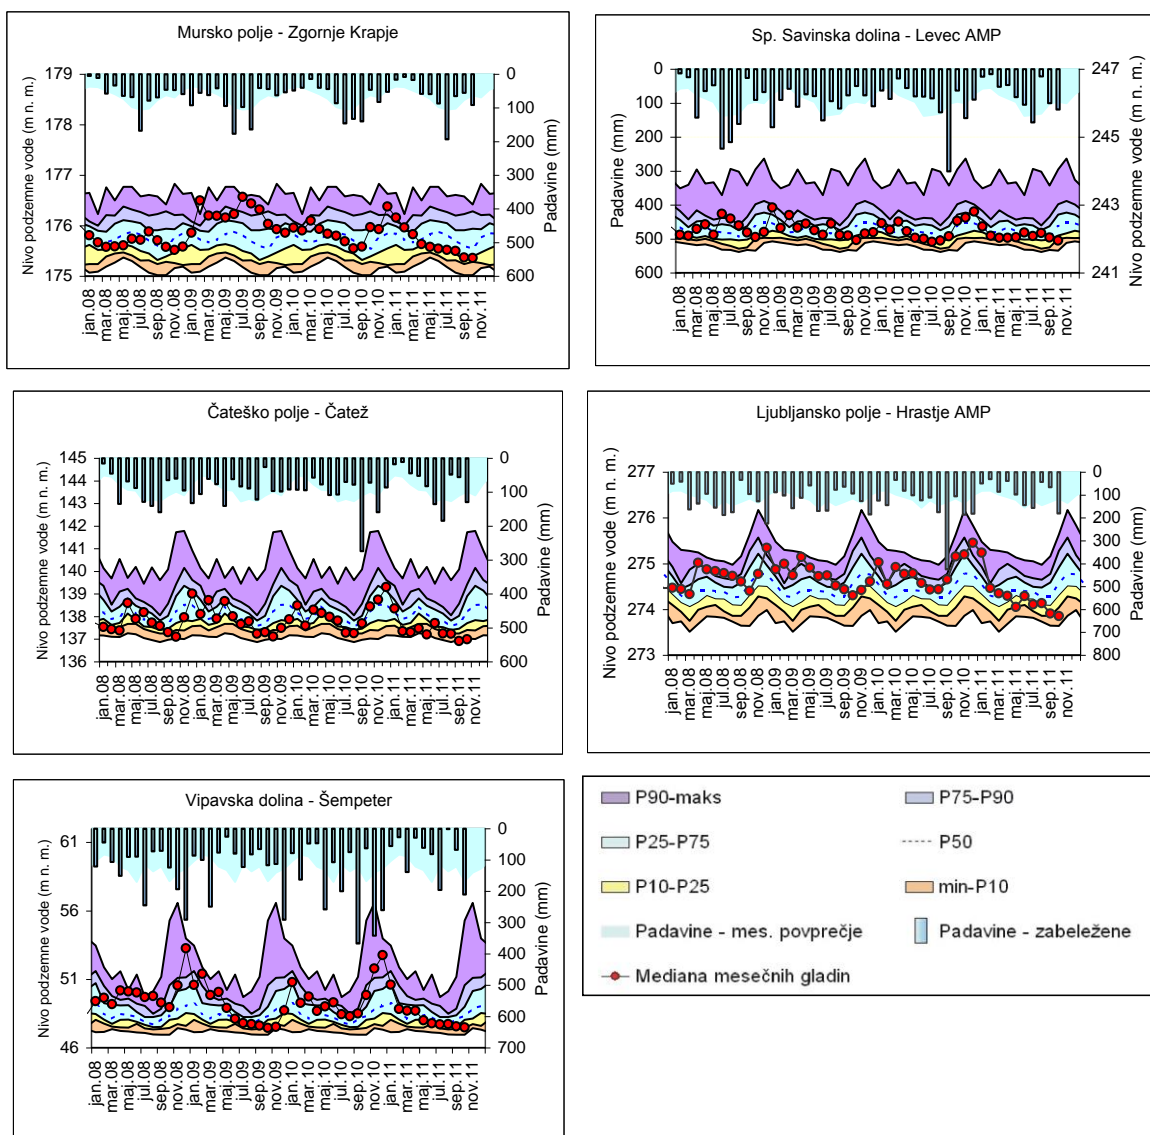 Mursko polje - Zgornje Krapje
Nivo podzemne vode (m n. m.)
179
178
177
176
175
0
100
200
300
400
500
600
Padavine (mm)
jan.08
mar.08
maj.08
jul.08
sep.08
nov.08
jan.09
mar.09
maj.09
jul.09
sep.09
nov.09
jan.10
mar.10
maj.10
jul.10
sep.10
nov.10
jan.11
mar.11
maj.11
jul.11
sep.11
nov.11
Sp. Savinska dolina - Levec AMP
Padavine (mm)
0
100
200
300
400
500
600
247
245
243
241
Nivo podzemne vode (m n. m.)
jan.08
mar.08
maj.08
jul.08
sep.08
nov.08
jan.09
mar.09
maj.09
jul.09
sep.09
nov.09
jan.10
mar.10
maj.10
jul.10
sep.10
nov.10
jan.11
mar.11
maj.11
jul.11
sep.11
nov.11
Čateško polje - Čatež
Nivo podzemne vode (m n. m.)
145
144
143
142
141
140
139
138
137
136
0
100
200
300
400
500
600
Padavine (mm)
jan.08
mar.08
maj.08
jul.08
sep.08
nov.08
jan.09
mar.09
maj.09
jul.09
sep.09
nov.09
jan.10
mar.10
maj.10
jul.10
sep.10
nov.10
jan.11
mar.11
maj.11
jul.11
sep.11
nov.11
Ljubljansko polje - Hrastje AMP
Nivo podzemne vode (m n. m.)
277
276
275
274
273
0
100
200
300
400
500
600
700
800
Padavine (mm)
jan.08
mar.08
maj.08
jul.08
sep.08
nov.08
jan.09
mar.09
maj.09
jul.09
sep.09
nov.09
jan.10
mar.10
maj.10
jul.10
sep.10
nov.10
jan.11
mar.11
maj.11
jul.11
sep.11
nov.11
Vipavska dolina - Šempeter
Nivo podzemne vode (m n. m.)
61
56
51
46
0
100
200
300
400
500
600
700
Padavine (mm)
jan.08
mar.08
maj.08
jul.08
sep.08
nov.08
jan.09
mar.09
maj.09
jul.09
sep.09
nov.09
jan.10
mar.10
maj.10
jul.10
sep.10
nov.10
jan.11
mar.11
maj.11
jul.11
sep.11
nov.11
P90-maks
P75-P90
P25-P75
P50
P10-P25
min-P10
Padavine - mes. povprečje
Padavine - zabeležene
Mediana mesečnih gladin